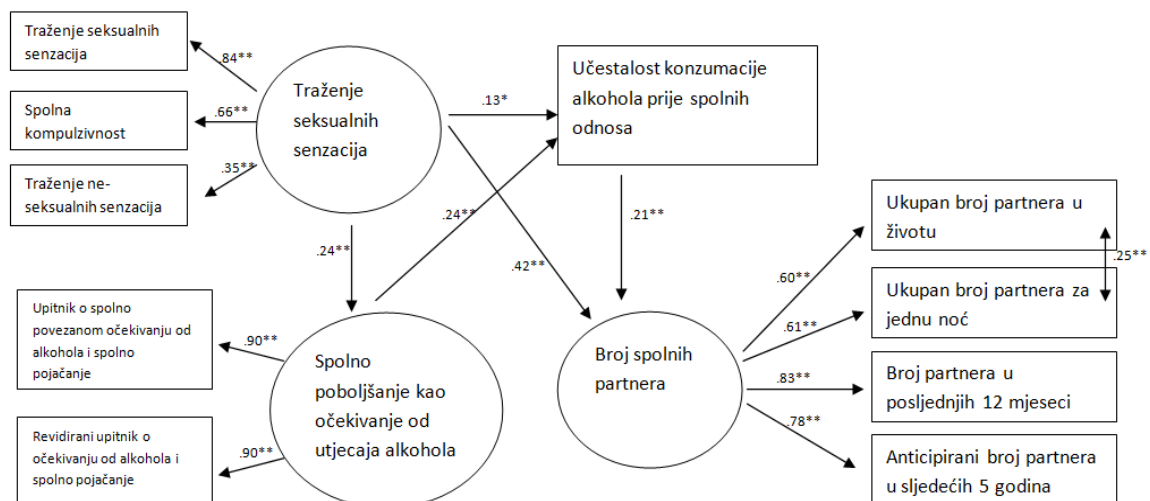 Traženje seksualnih
senzacija
.84**
Spolna
kompulzivnost
.66**
Traženje ne-
seksualnih senzacija
.35**
Traženje
seksualnih
senzacija
.13*
Učestalost konzumacije
alkohola prije spolnih
odnosa
.24**
.24**
.42**
.21**
Upitnik o spolno
povezanom očekivanju od
alkohola i spolno
pojačanje
.90**
Revidirani upitnik o
očekivanju od alkohola i
spolno pojačanje
.90**
Spolno
poboljšanje kao
očekivanje od
utjecaja alkohola
Broj spolnih
partnera
.60**
.61**
.83**
.78**
Ukupan broj partnera u
životu
.25**
Ukupan broj partnera za
jednu noć
Broj partnera u
posljednjih 12 mjeseci
Anticipirani broj partnera
u sljedećih 5 godina